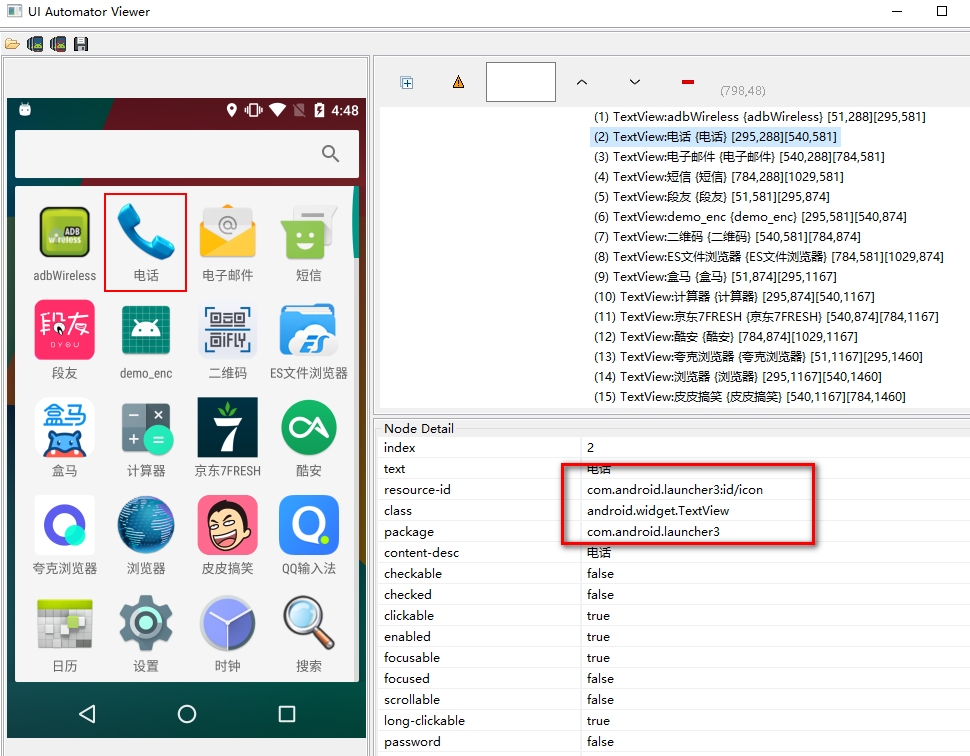 UI Automator Viewer
4:48
ADB
wireless
adbWireless
电话
电子邮件
短信
段友
DYOU
段友
demo_enc
iFLY
二维码
ES
ES文件浏览器
盒马
盒马
计算器
7
京东7FRESH
酷安
夸克浏览器
浏览器
皮皮搞笑
QQ输入法
日历
设置
时钟
搜索
(798,48)
(1) TextView:adbWireless {adbWireless} [51,288][295,581]
(2) TextView:电话 {电话} [295,288][540,581]
(3) TextView:电子邮件 {电子邮件} [540,288][784,581]
(4) TextView:短信 {短信} [784,288][1029,581]
(5) TextView:段友 {段友} [51,581][295,874]
(6) TextView:demo_enc {demo_enc} [295,581][540,874]
(7) TextView:二维码 {二维码} [540,581][784,874]
(8) TextView:ES文件浏览器 {ES文件浏览器} [784,581][1029,874]
(9) TextView:盒马 {盒马} [51,874][295,1167]
(10) TextView:计算器 {计算器} [295,874][540,1167]
(11) TextView:京东7FRESH {京东7FRESH} [540,874][784,1167]
(12) TextView:酷安 {酷安} [784,874][1029,1167]
(13) TextView:夸克浏览器 {夸克浏览器} [51,1167][295,1460]
(14) TextView:浏览器 {浏览器} [295,1167][540,1460]
(15) TextView:皮皮搞笑 {皮皮搞笑} [540,1167][784,1460]
Node Detail
index 2
text 电话
resource-id com.android.launcher3:id/icon
class android.widget.TextView
package com.android.launcher3
content-desc 电话
checkable false
checked false
clickable true
enabled true
focusable true
focused false
scrollable false
long-clickable true
password false